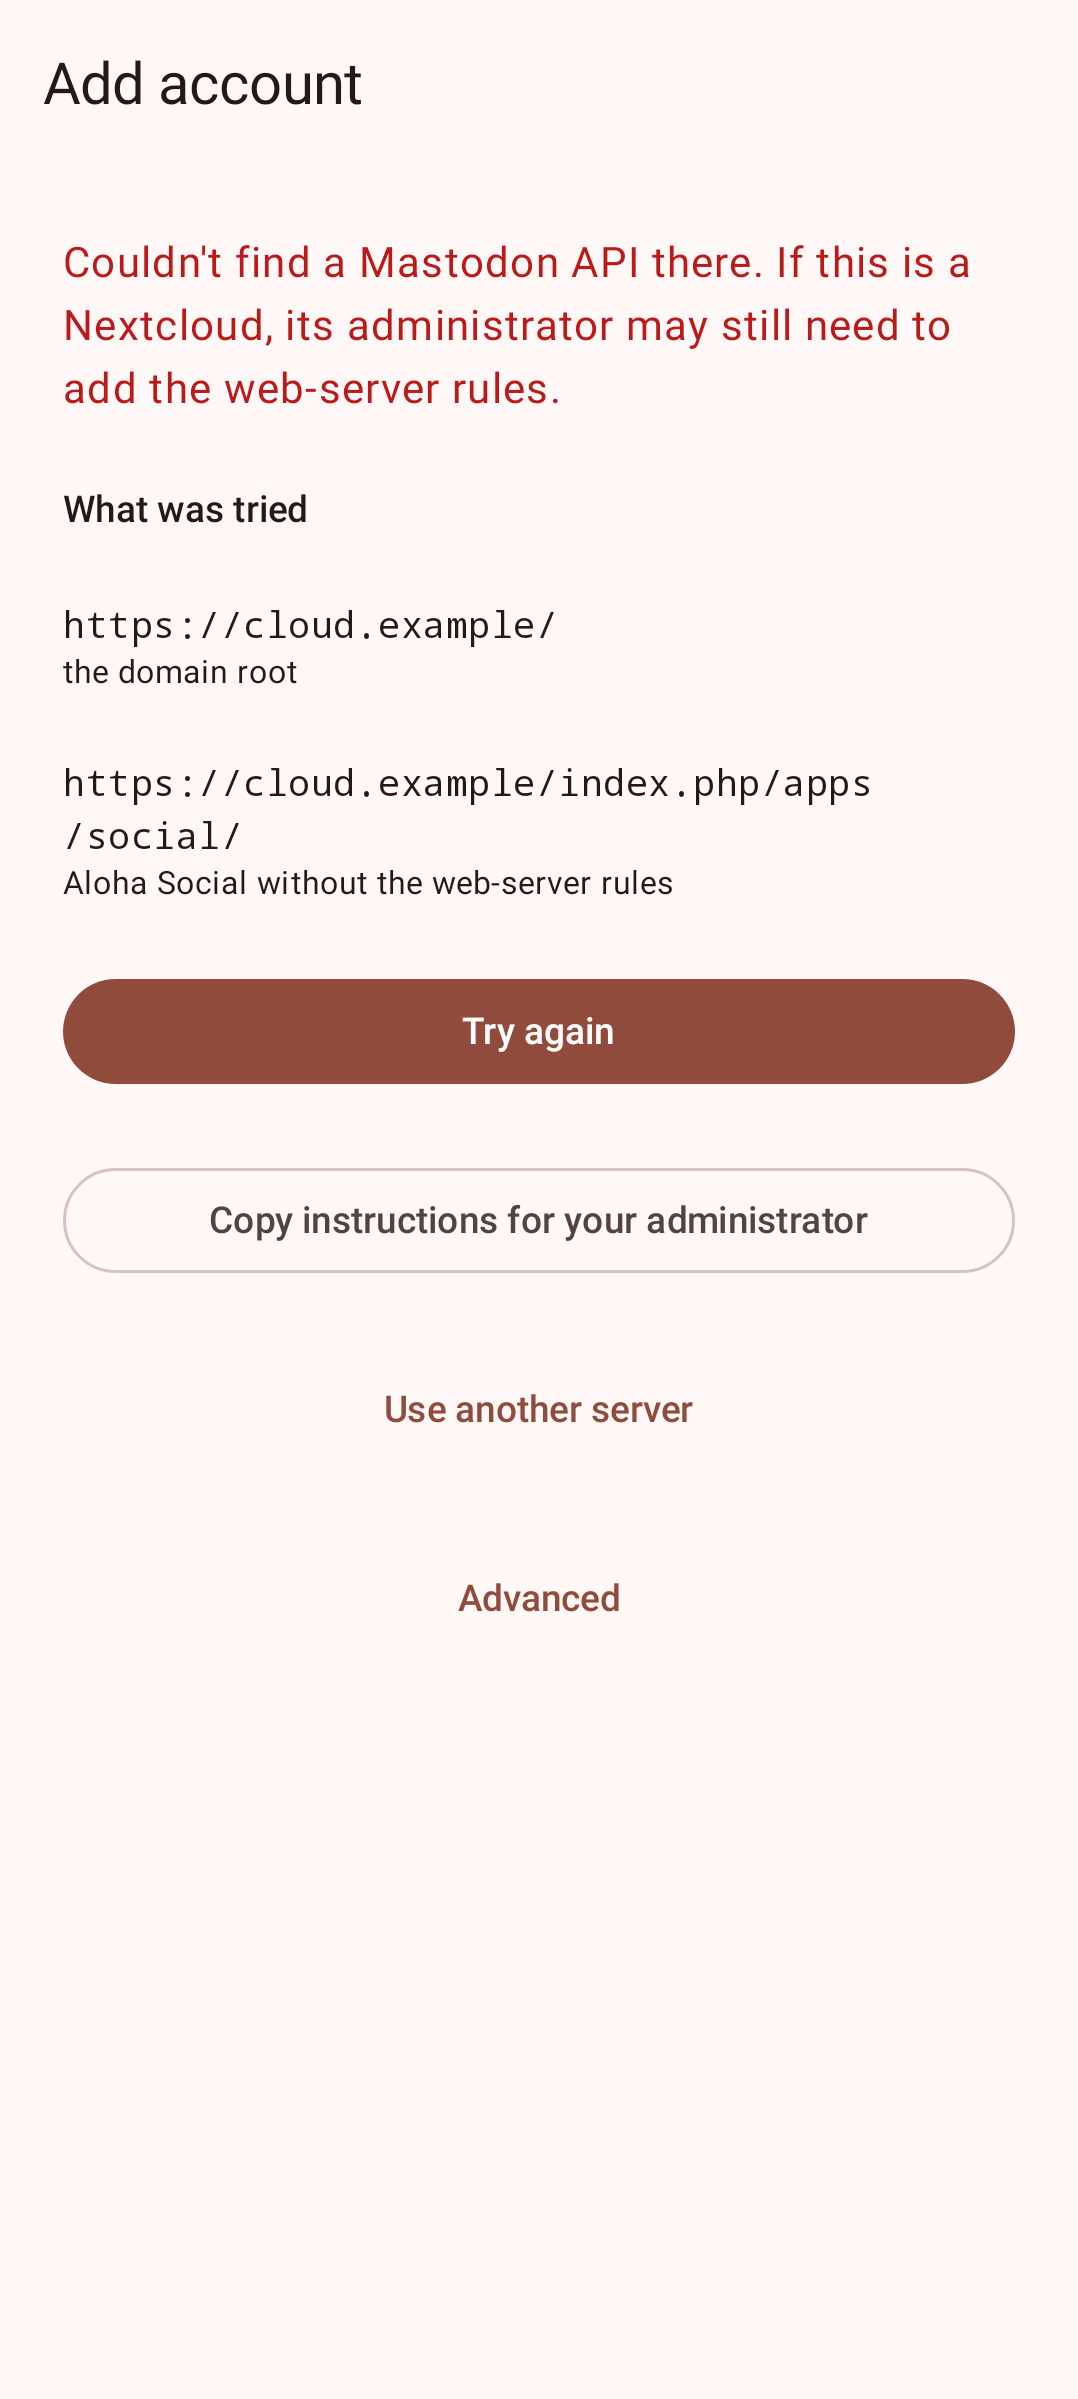 Add account
Couldn't find a Mastodon API there. If this is a
Nextcloud, its administrator may still need to
add the web-server rules.
What was tried
https://cloud.example/
the domain root
https://cloud.example/index.php/apps
/social/
Aloha Social without the web-server rules
Try again
Copy instructions for your administrator
Use another server
Advanced